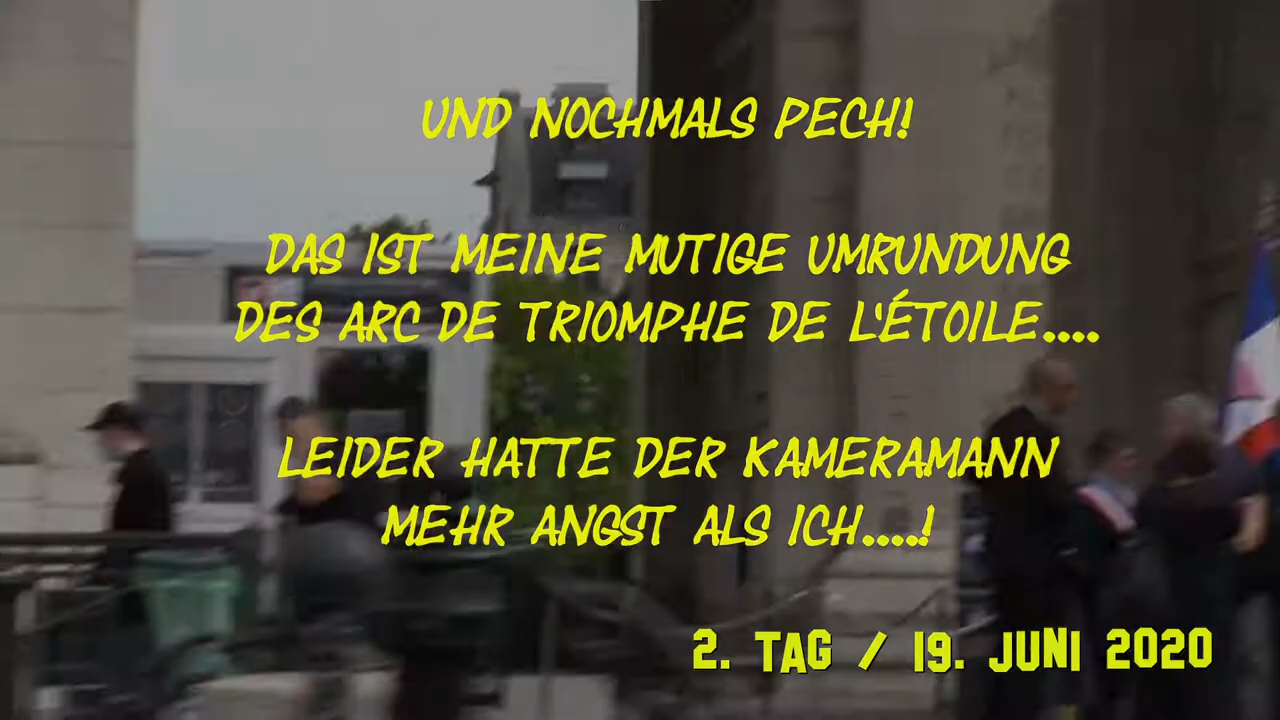 UND NOCHMALS PECH!
DAS IST MEINE MUTIGE UMRUNDUNG
DES ARC DE TRIOMPHE DE L'ÉTOILE....
LEIDER HATTE DER KAMERAMANN
MEHR ANGST ALS ICH....!
2. TAG / 19. JUNI 2020